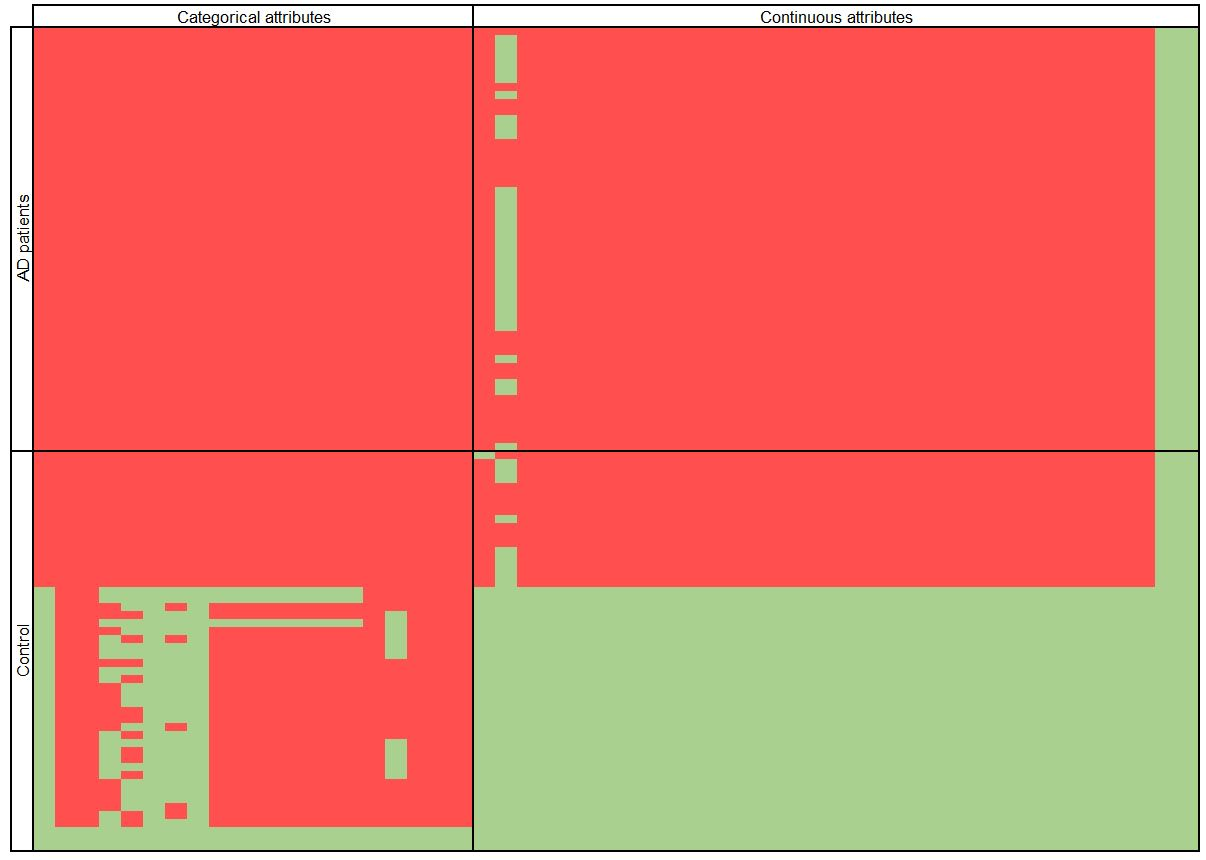 Categorical attributes
Continuous attributes
AD patients
Control